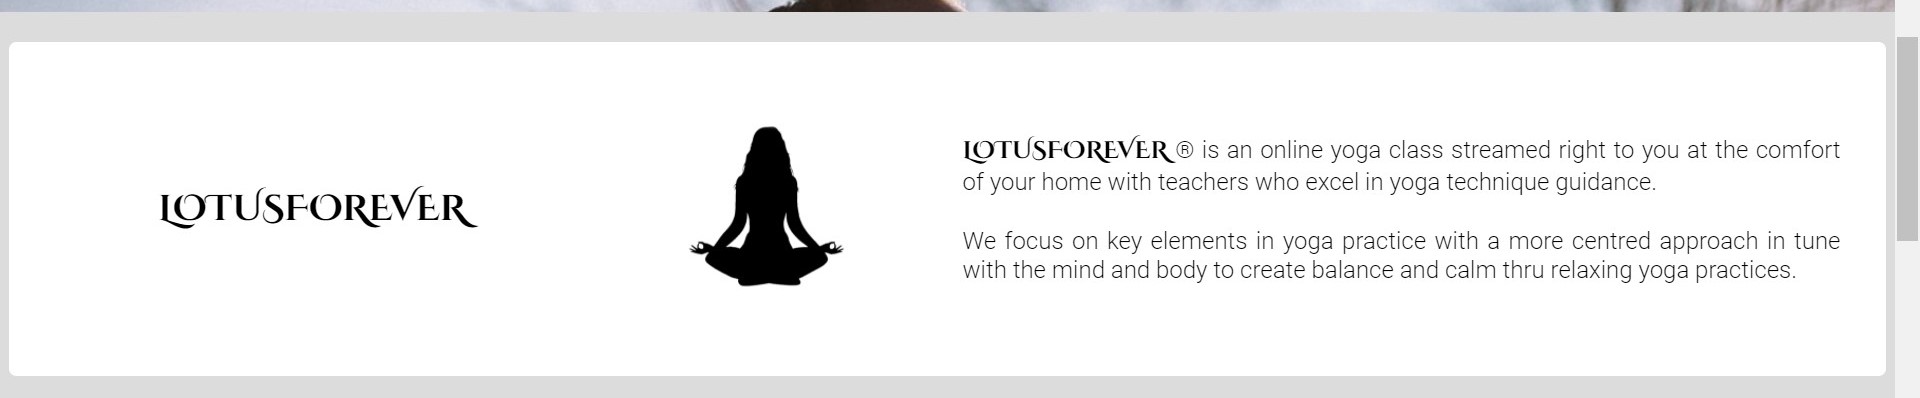 LOTUSFOREVER
LOTUSFOREVER® is an online yoga class streamed right to you at the comfort
of your home with teachers who excel in yoga technique guidance.
We focus on key elements in yoga practice with a more centred approach in tune
with the mind and body to create balance and calm thru relaxing yoga practices.